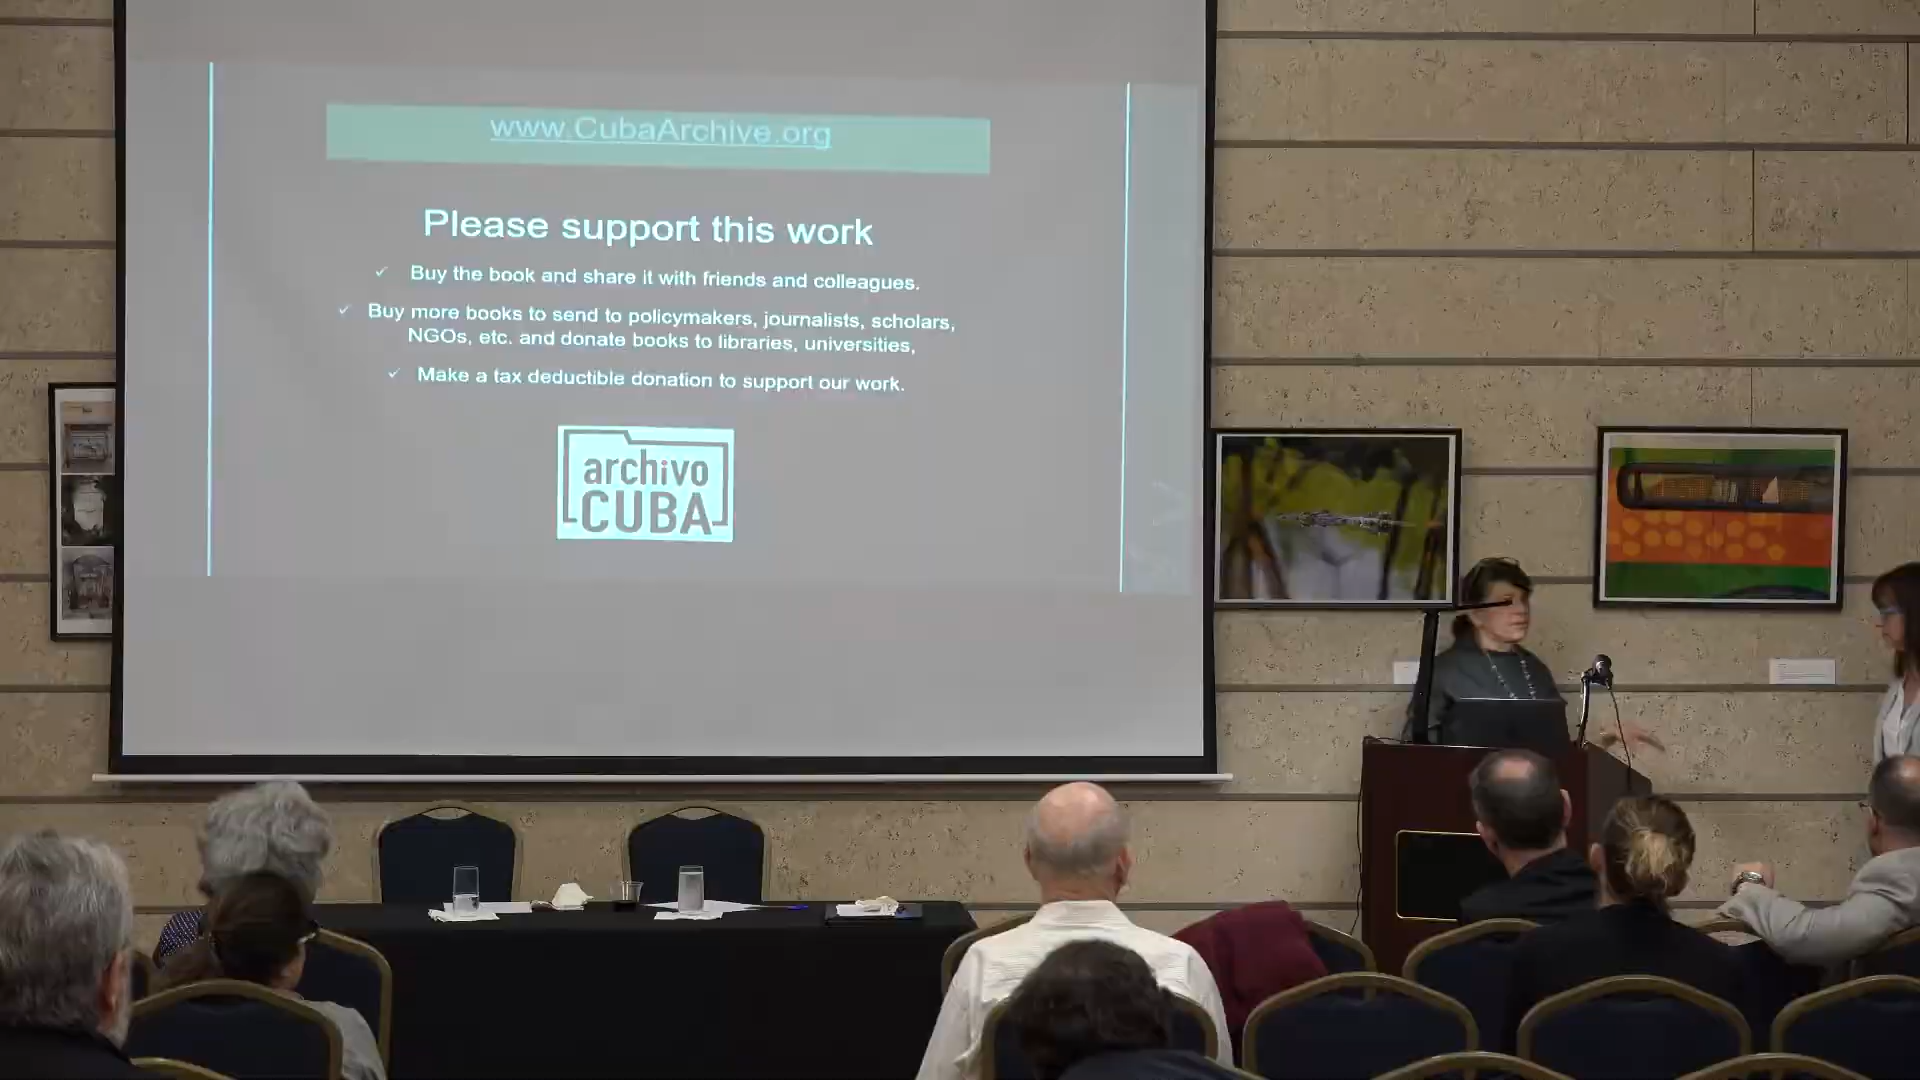 www.CubaArchive.org
Please support this work
✓ Buy the book and share it with friends and colleagues.
✓ Buy more books to send to policymakers, journalists, scholars,
NGOs, etc. and donate books to libraries, universities,
✓ Make a tax deductible donation to support our work.
archivo
CUBA